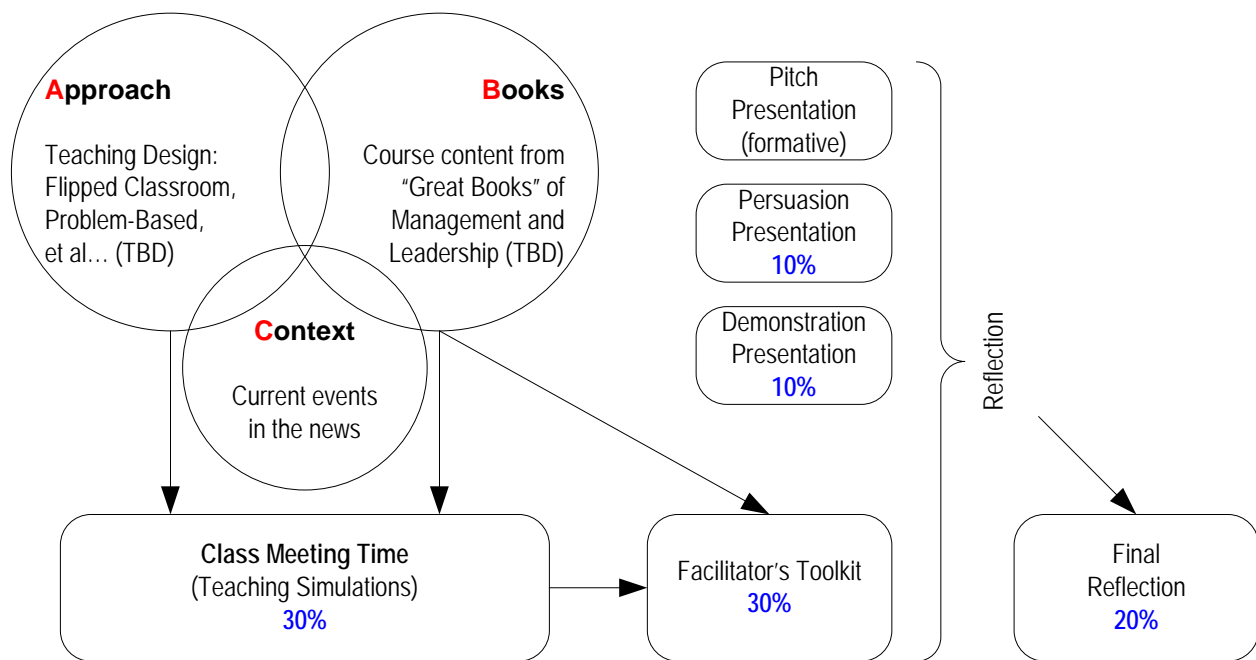 Approach
Teaching Design:
Flipped Classroom,
Problem-Based,
et al… (TBD)
Books
Course content from
“Great Books” of
Management and
Leadership (TBD)
Context
Current events
in the news
Pitch
Presentation
(formative)
Persuasion
Presentation
10%
Demonstration
Presentation
10%
Reflection
Class Meeting Time
(Teaching Simulations)
30%
Facilitator’s Toolkit
30%
Final
Reflection
20%